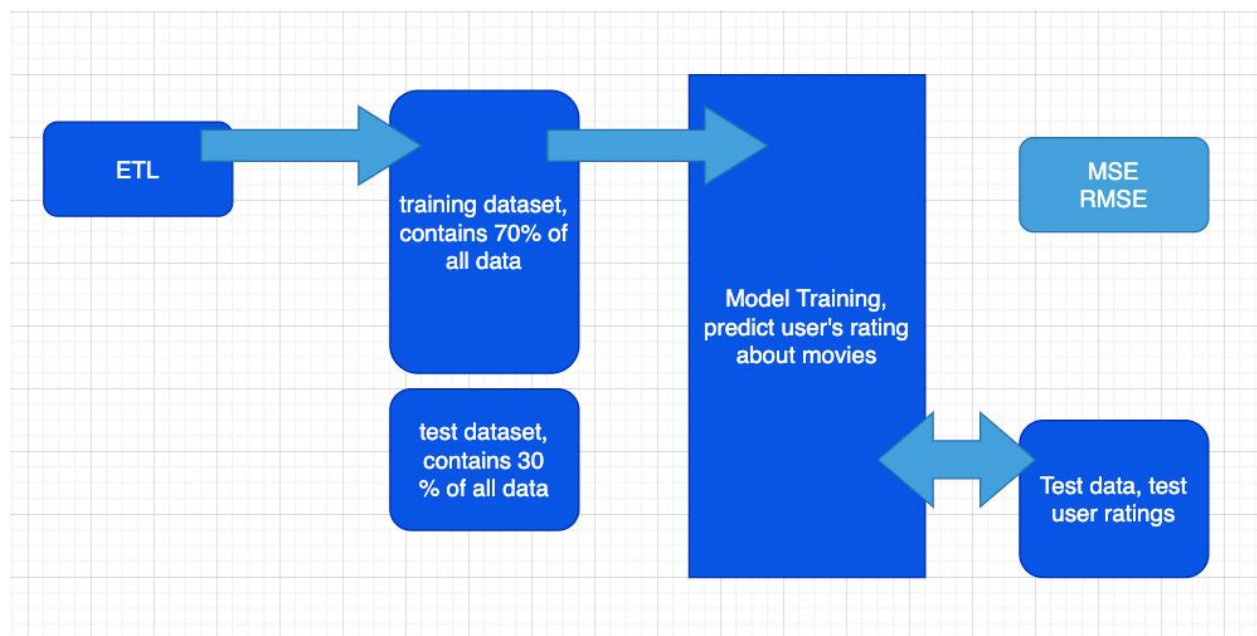 ETL
training dataset,
contains 70% of
all data
test dataset,
contains 30
% of all data
Model Training,
predict user's rating
about movies
MSE
RMSE
Test data, test
user ratings